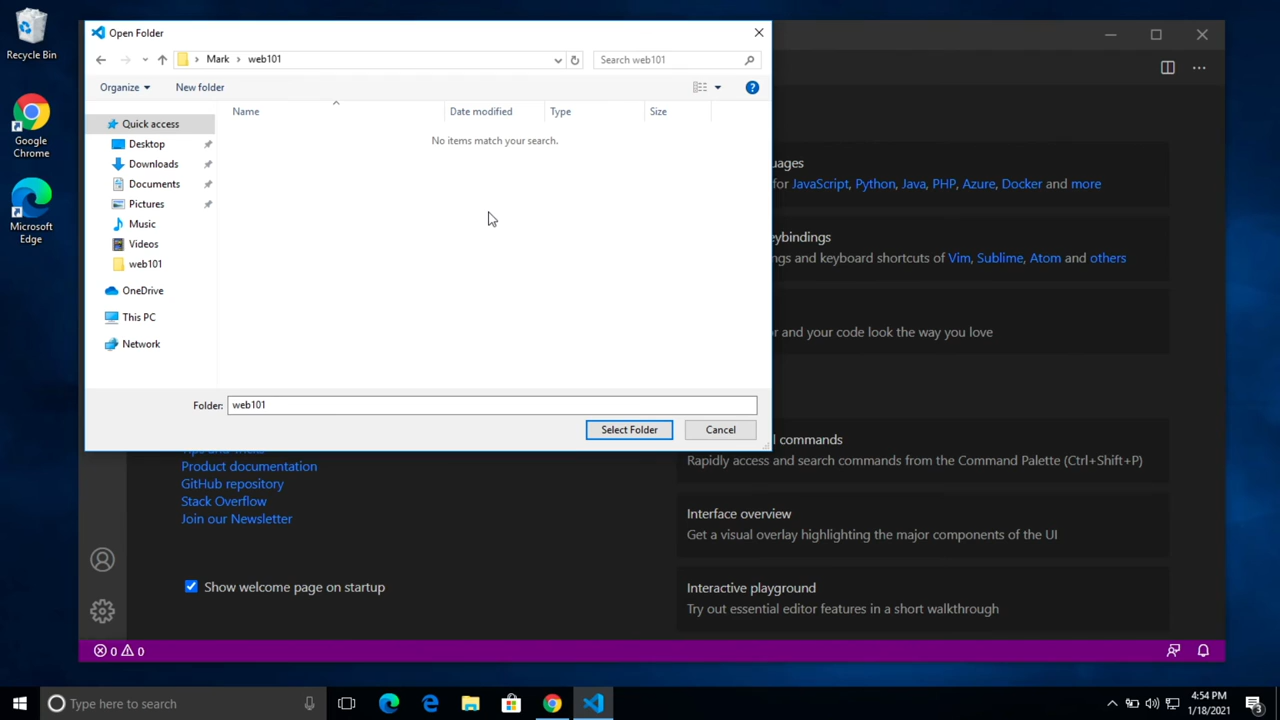 Recycle Bin
Google
Chrome
Microsoft
Edge
Open Folder
Mark
web101
Search web101
Organize
New folder
Name
Date modified
Type
Size
No items match your search.
Quick access
Desktop
Downloads
Documents
Pictures
Music
Videos
web101
OneDrive
This PC
Network
Folder:
web101
Select Folder
Cancel
for JavaScript, Python, Java, PHP, Azure, Docker and more
and keyboard shortcuts of Vim, Sublime, Atom and others
and your code look the way you love
commands
Rapidly access and search commands from the Command Palette (Ctrl+Shift+P)
Product documentation
GitHub repository
Stack Overflow
Join our Newsletter
Interface overview
Get a visual overlay highlighting the major components of the UI
Show welcome page on startup
Interactive playground
Try out essential editor features in a short walkthrough
0
0
Type here to search
4:54 PM
1/18/2021
3